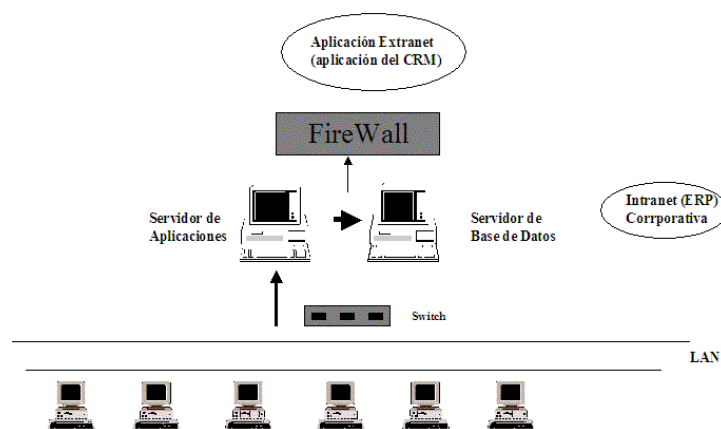 Aplicación Extranet
(aplicación del CRM)
FireWall
Servidor de
Aplicaciones
Servidor de
Base de Datos
Intranet (ERP)
Corrporativa
Switch
LAN